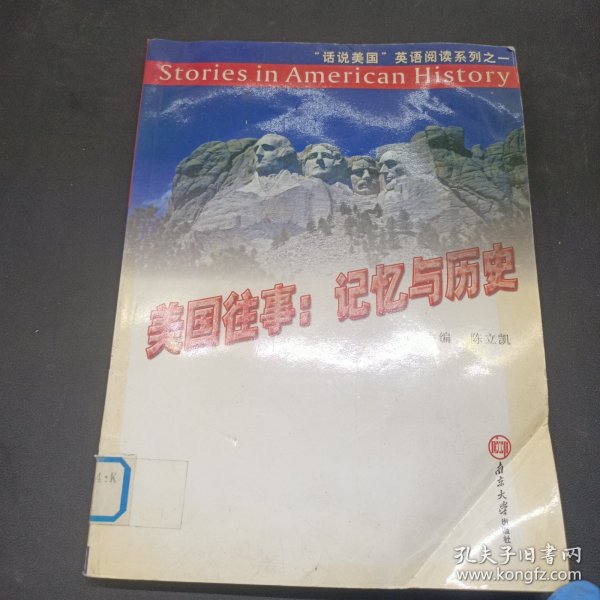 "话说美国"英语阅读系列之一
Stories in American History
美国往事：记忆与历史
编 陈立凯
南京大学出版社
孔夫子旧书网
www.kongfz.com